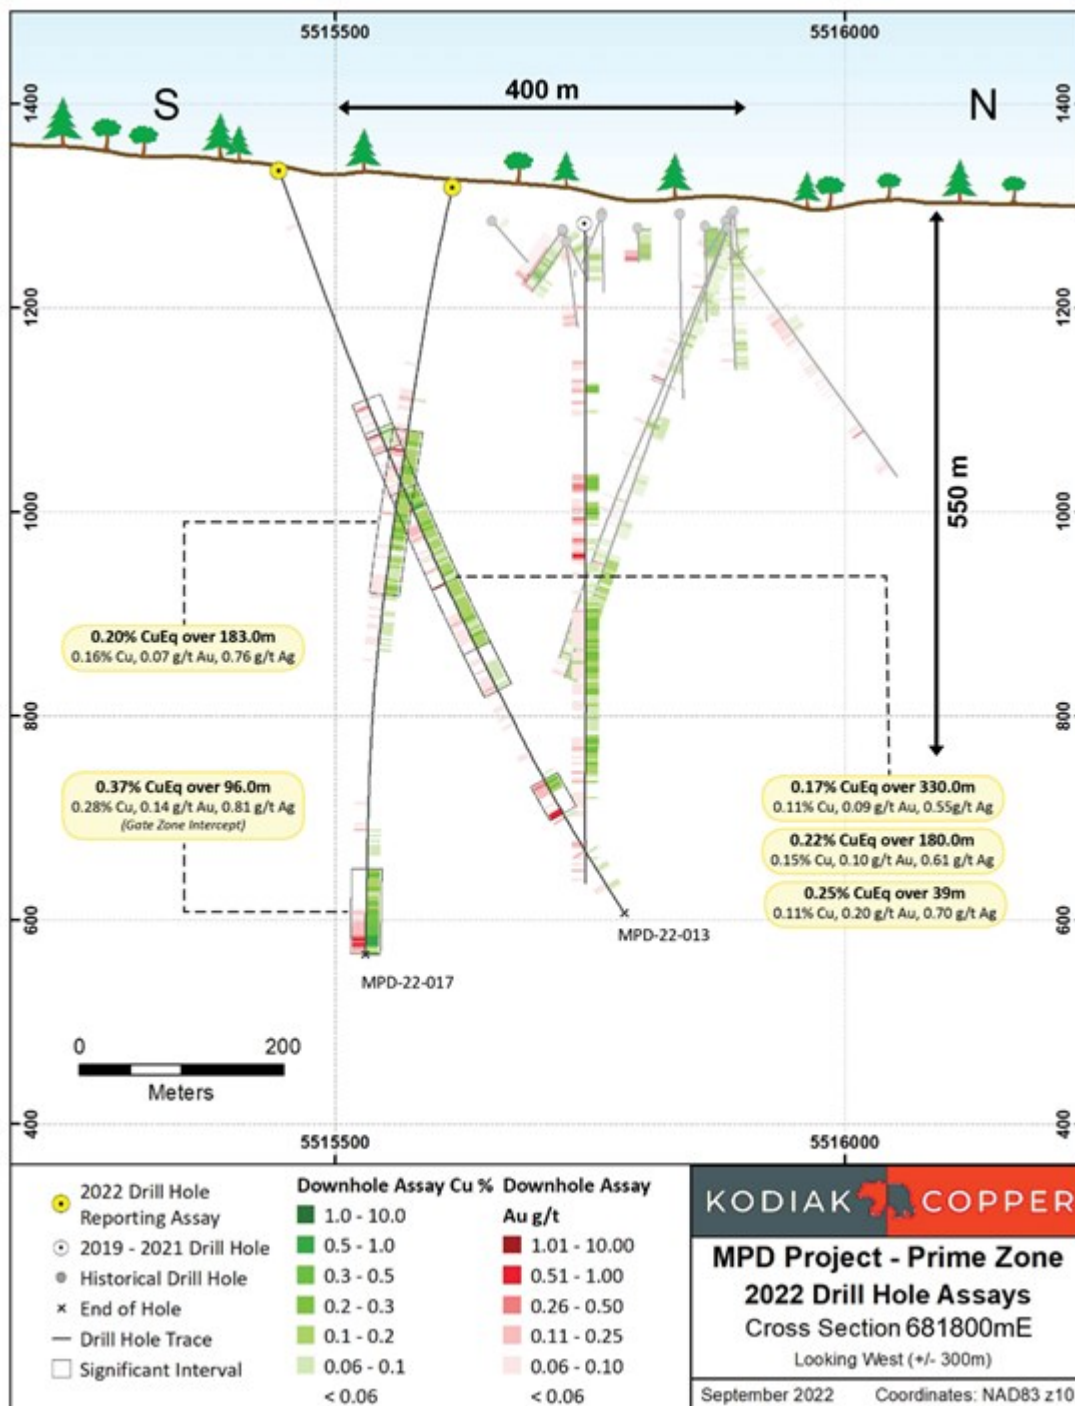 5515500
5516000
S
400 m
N
1400
1400
1200
1200
1000
1000
550 m
0.20% CuEq over 183.0m
0.16% Cu, 0.07 g/t Au, 0.76 g/t Ag
800
800
0.37% CuEq over 96.0m
0.28% Cu, 0.14 g/t Au, 0.81 g/t Ag
(Gate Zone Intercept)
0.17% CuEq over 330.0m
0.11% Cu, 0.09 g/t Au, 0.55g/t Ag
0.22% CuEq over 180.0m
0.15% Cu, 0.10 g/t Au, 0.61 g/t Ag
0.25% CuEq over 39m
0.11% Cu, 0.20 g/t Au, 0.70 g/t Ag
600
600
MPD-22-013
MPD-22-017
0
200
Meters
400
400
5515500
5516000
2022 Drill Hole
Reporting Assay
2019 - 2021 Drill Hole
Historical Drill Hole
End of Hole
Drill Hole Trace
Significant Interval
Downhole Assay Cu %
1.0 - 10.0
0.5 - 1.0
0.3 - 0.5
0.2 - 0.3
0.1 - 0.2
0.06 - 0.1
< 0.06
Downhole Assay
Au g/t
1.01 - 10.00
0.51 - 1.00
0.26 - 0.50
0.11 - 0.25
0.06 - 0.10
< 0.06
KODIAK COPPER
MPD Project - Prime Zone
2022 Drill Hole Assays
Cross Section 681800mE
Looking West (+/- 300m)
September 2022 Coordinates: NAD83 z10